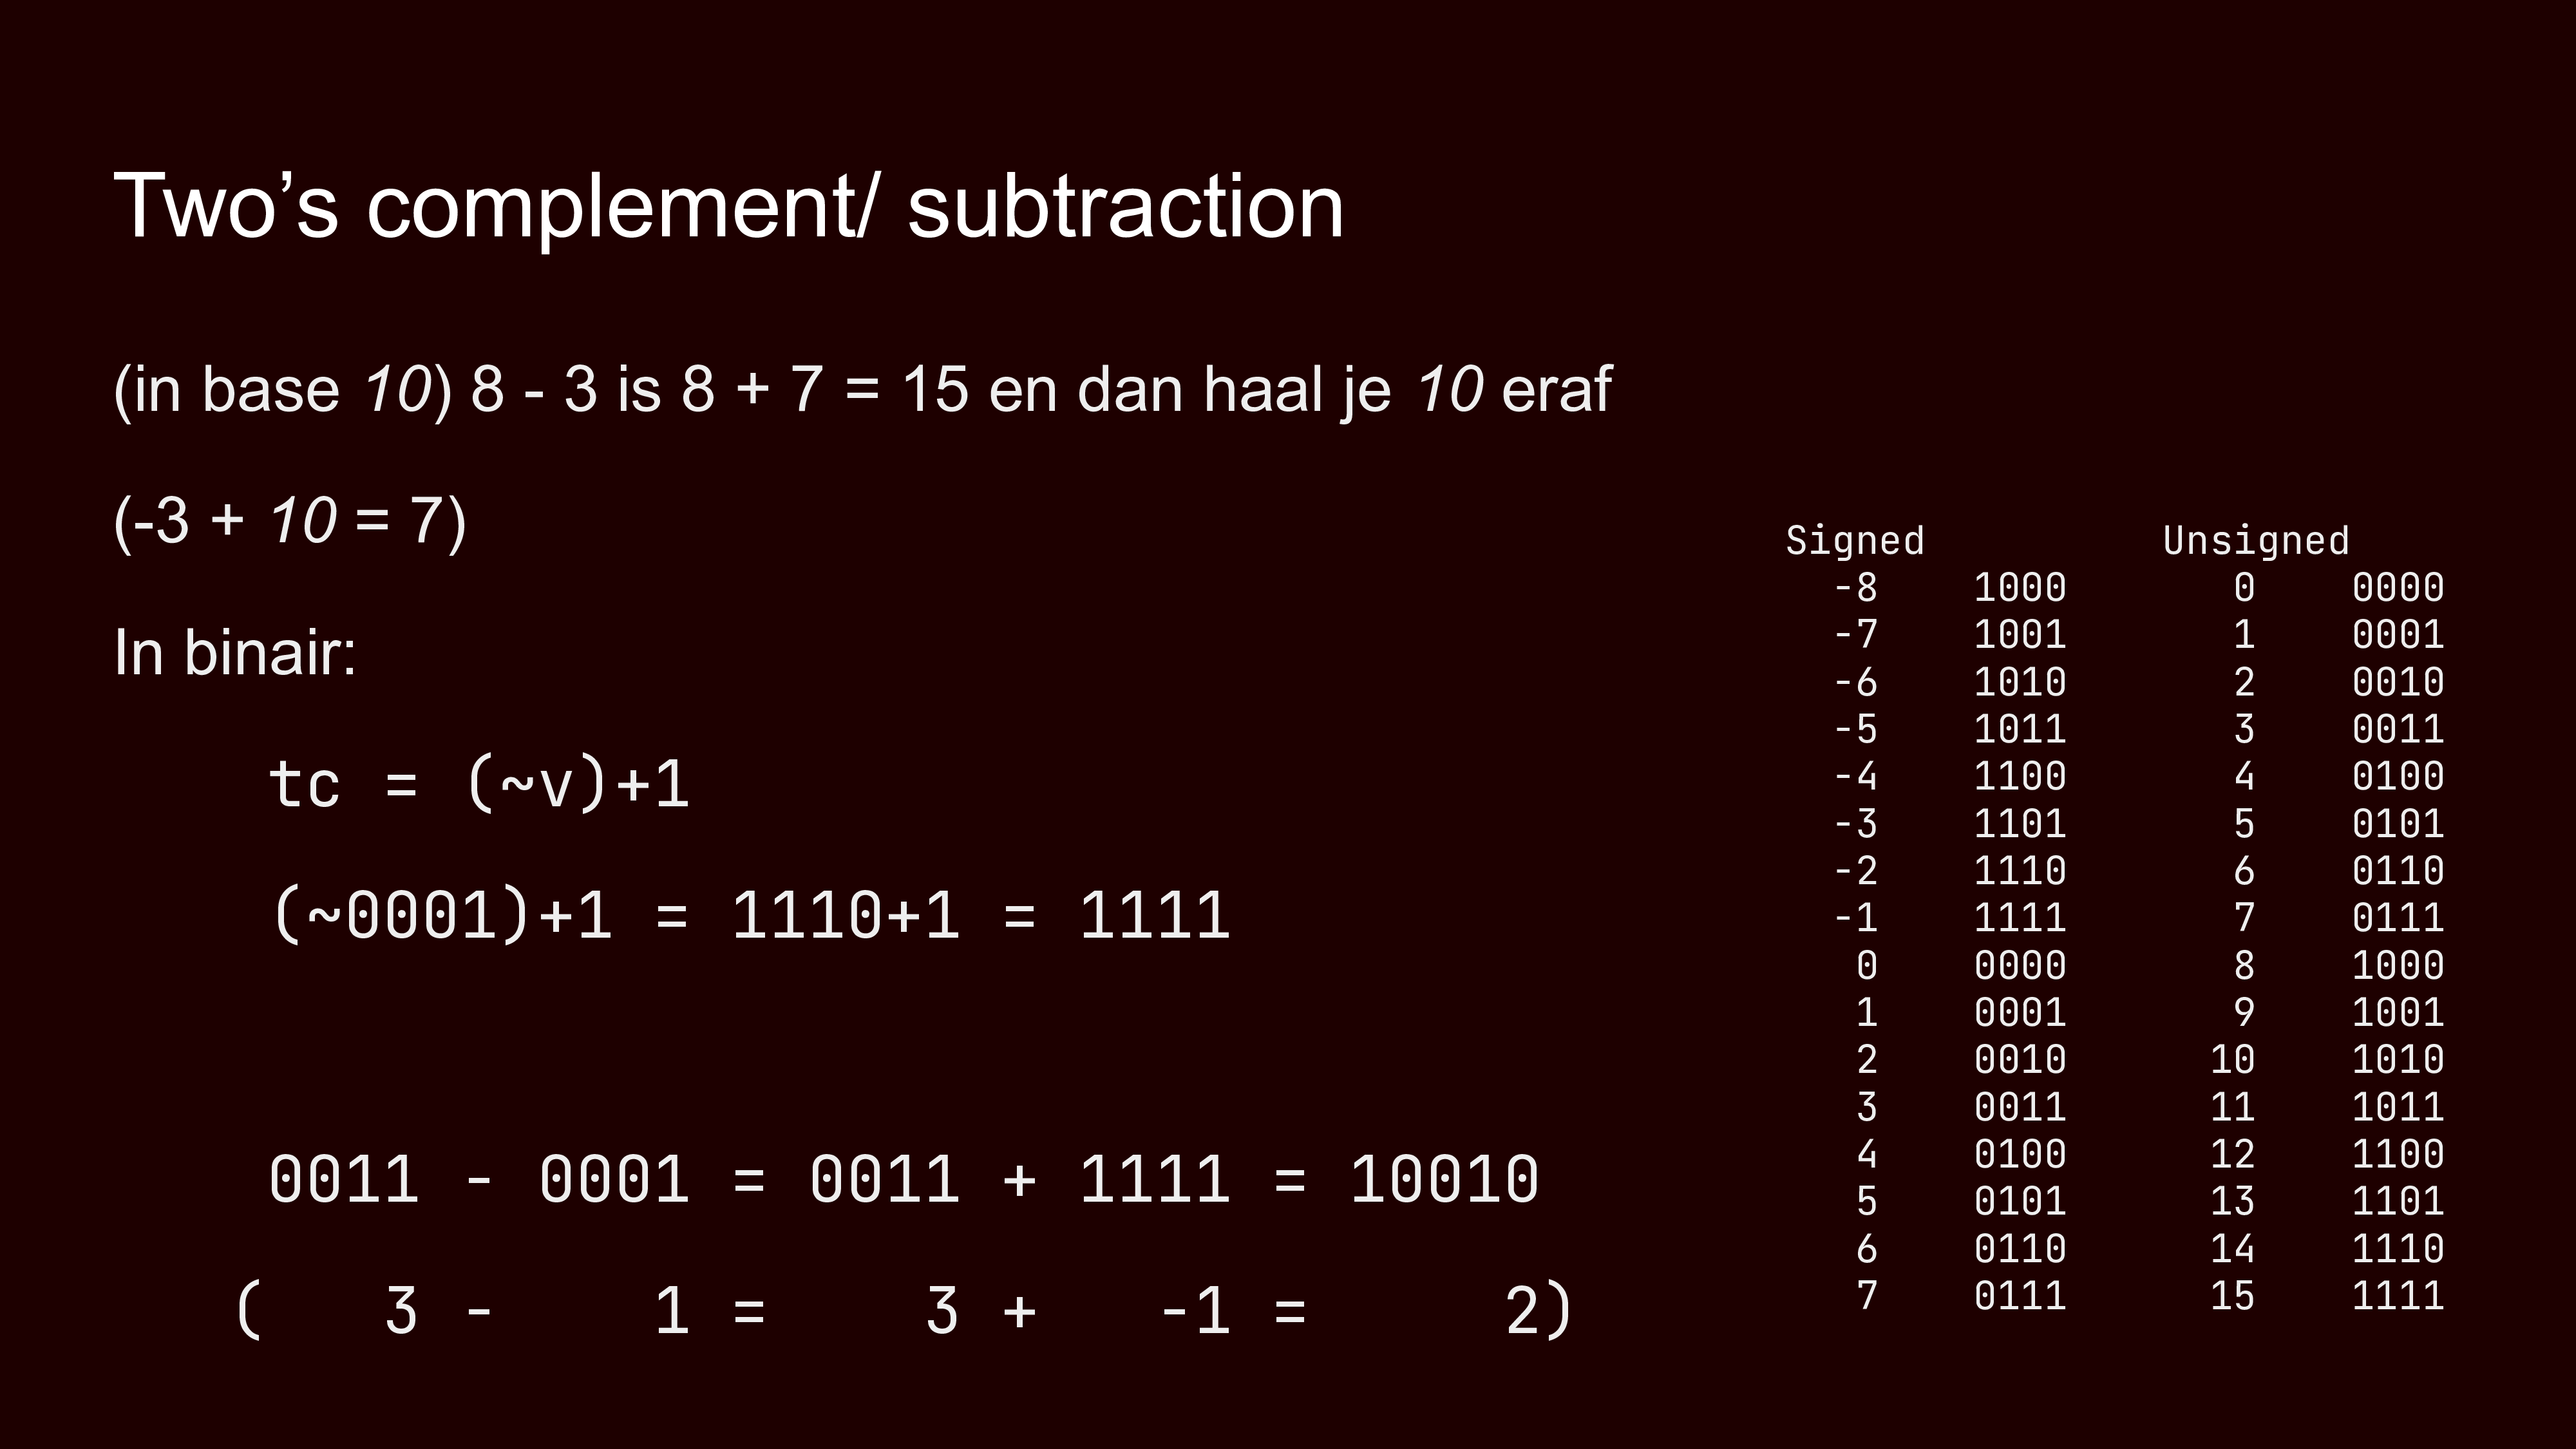 Two’s complement/ subtraction
(in base 10) 8 - 3 is 8 + 7 = 15 en dan haal je 10 eraf
(-3 + 10 = 7)
In binair:
tc = (~v)+1
(~0001)+1 = 1110+1 = 1111
0011 - 0001 = 0011 + 1111 = 10010
( 3 - 1 = 3 + -1 = 2)
Signed Unsigned
-8 1000 0 0000
-7 1001 1 0001
-6 1010 2 0010
-5 1011 3 0011
-4 1100 4 0100
-3 1101 5 0101
-2 1110 6 0110
-1 1111 7 0111
0 0000 8 1000
1 0001 9 1001
2 0010 10 1010
3 0011 11 1011
4 0100 12 1100
5 0101 13 1101
6 0110 14 1110
7 0111 15 1111